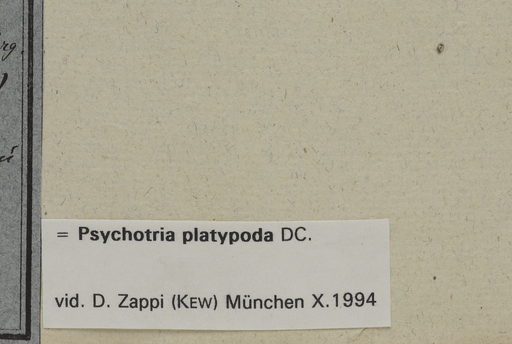 = Psychotria platypoda DC.
vid. D. Zappi (KEW) München X.1994